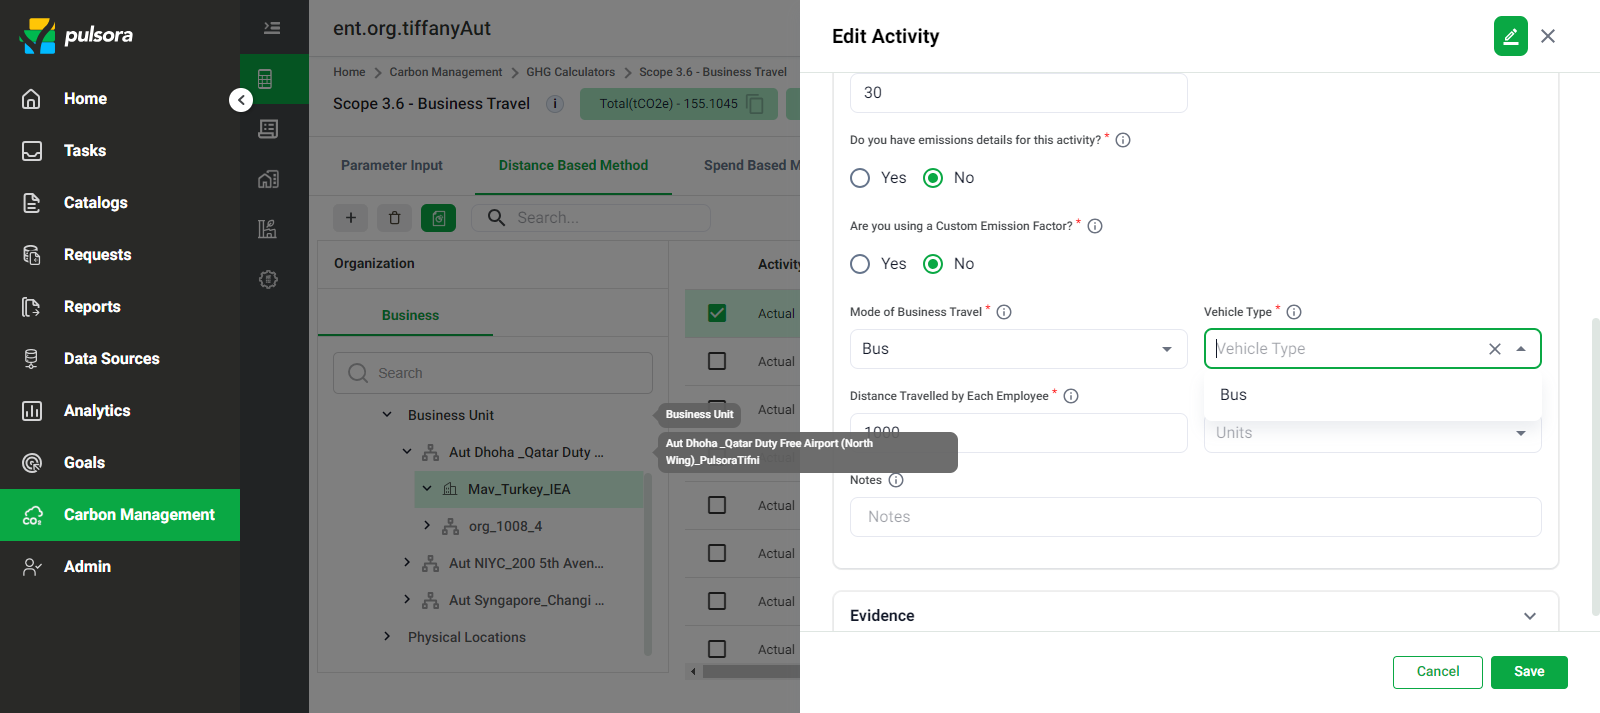 pulsora
Home
Tasks
Catalogs
Requests
Reports
Data Sources
Analytics
Goals
Carbon Management
Admin
ent.org.tiffanyAut
Home > Carbon Management > GHG Calculators > Scope 3.6 - Business Travel
Scope 3.6 - Business Travel
Total(tCO2e) - 155.1045
Parameter Input
Distance Based Method
Spend Based M
Search...
Organization
Business
Search
Business Unit
Aut Dhoha _Qatar Duty ...
Mav_Turkey_IEA
org_1008_4
Aut NIYC_200 5th Aven...
Aut Syngapore_Changi ...
Physical Locations
Activity
Actual
Actual
Actual
Actual
Actual
Actual
Actual
Business Unit
Aut Dhoha _Qatar Duty Free Airport (North
Wing)_PulsoraTifni
Edit Activity
30
Do you have emissions details for this activity? *
Yes
No
Are you using a Custom Emission Factor? *
Yes
No
Mode of Business Travel *
Vehicle Type *
Bus
Vehicle Type
Bus
Distance Travelled by Each Employee *
1000
Units
Notes
Notes
Evidence
Cancel
Save